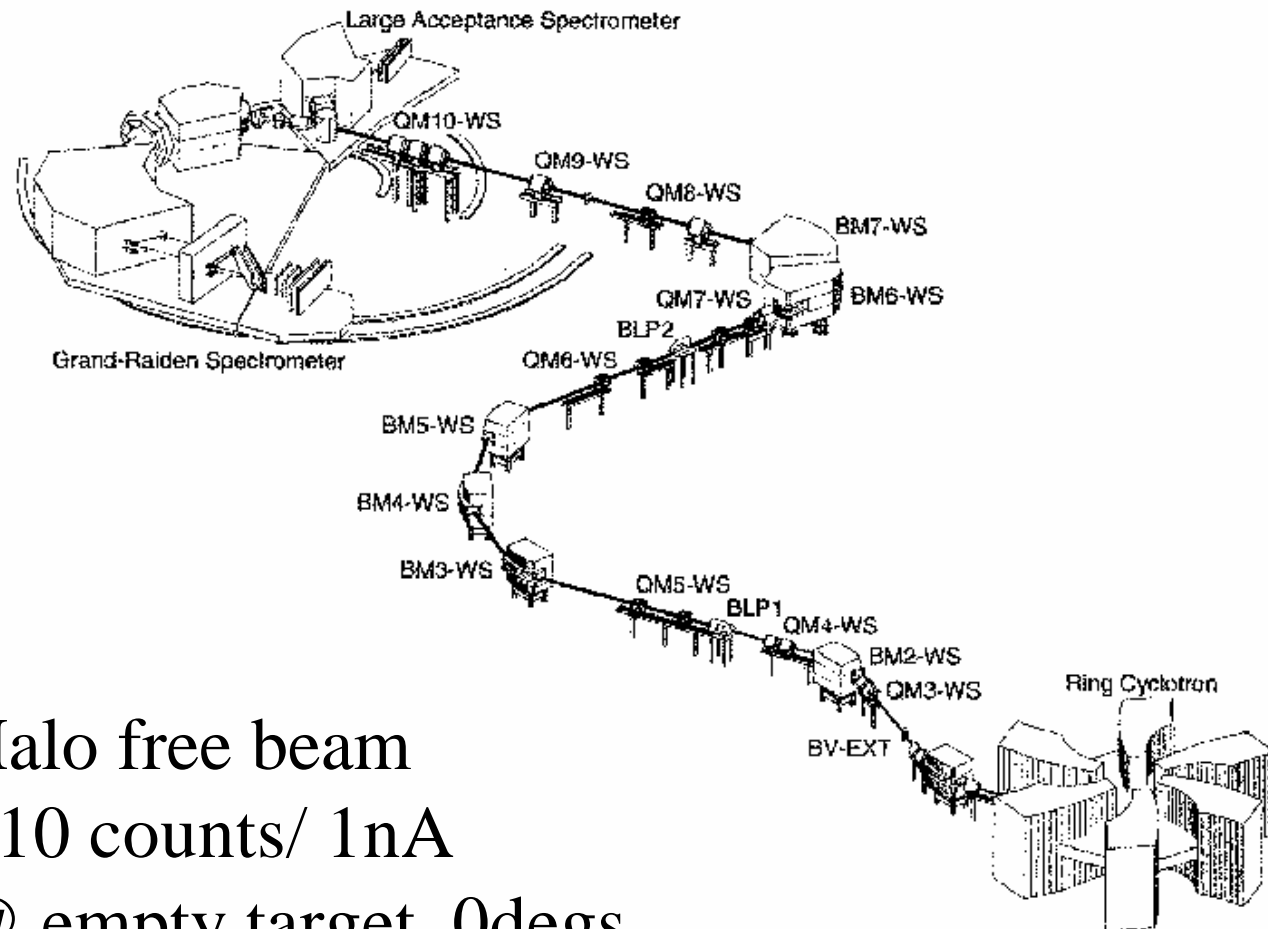 Large Acceptance Spectrometer
QM10-WS
QM9-WS
QM8-WS
BM7-WS
QM7-WS
BM6-WS
BLP2
QM6-WS
Grand-Raiden Spectrometer
BM5-WS
BM4-WS
BM3-WS
QM5-WS
BLP1
QM4-WS
BM2-WS
QM3-WS
Ring Cyclotron
BV-EXT
alo free beam
10 counts/ 1nA
@ empty target, 0degs